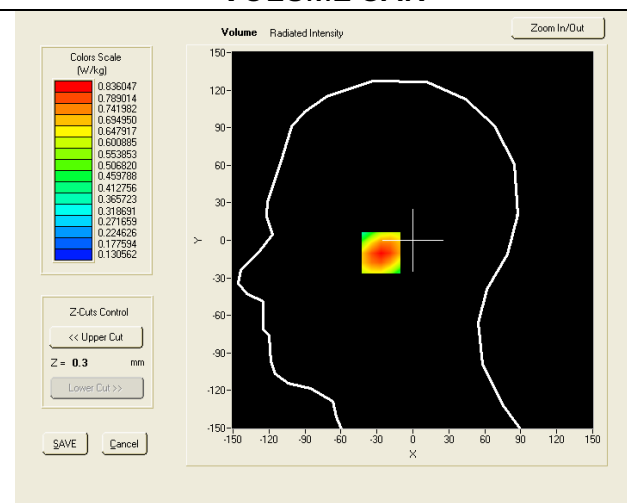 VOLUME SAR
Volume Radiated Intensity
Zoom In/Out
Colors Scale
(W/kg)
0.836047
0.789014
0.741982
0.694950
0.647917
0.600885
0.553853
0.506820
0.459788
0.412756
0.365723
0.318691
0.271659
0.224626
0.177594
0.130562
Z-Cuts Control
<< Upper Cut
Z = 0.3 mm
Lower Cut >>
SAVE
Cancel
150
120
90
60
30
0
-30
-60
-90
-120
-150
Y
-150 -120 -90 -60 -30 0 30 60 90 120 150
X